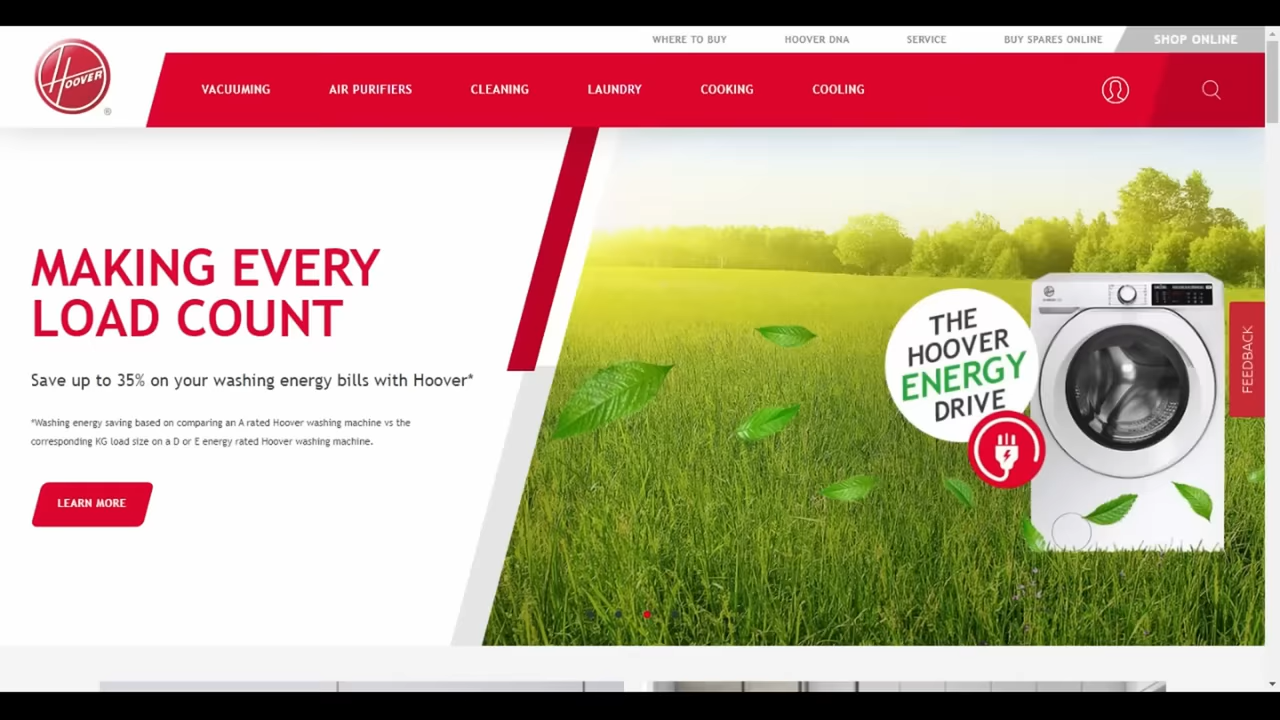 WHERE TO BUY
HOOVER DNA
SERVICE
BUY SPARES ONLINE
SHOP ONLINE
HOOVER
®
VACUUMING
AIR PURIFIERS
CLEANING
LAUNDRY
COOKING
COOLING
MAKING EVERY
LOAD COUNT
Save up to 35% on your washing energy bills with Hoover*
*Washing energy saving based on comparing an A rated Hoover washing machine vs the
corresponding KG load size on a D or E energy rated Hoover washing machine.
LEARN MORE
THE
HOOVER
ENERGY
DRIVE
FEEDBACK